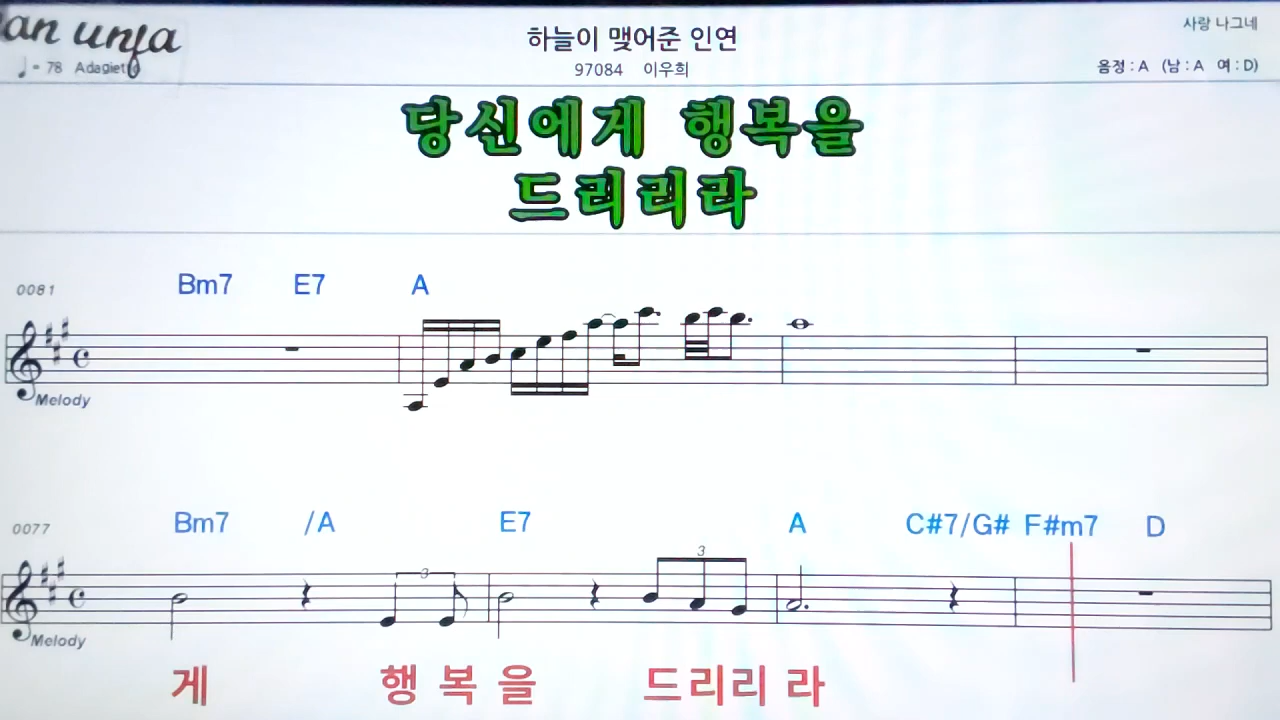 an unfa
하늘이 맺어준 인연
사랑 나그네
♩= 78 Adagietto
97084 이우희
음정 : A (남 : A 여 : D)
당신에게 행복을
드리리라
0081 Bm7 E7 A
Melody
0077 Bm7 /A E7 A C#7/G# F#m7 D
3 3
Melody
게 행 복 을 드리리 라